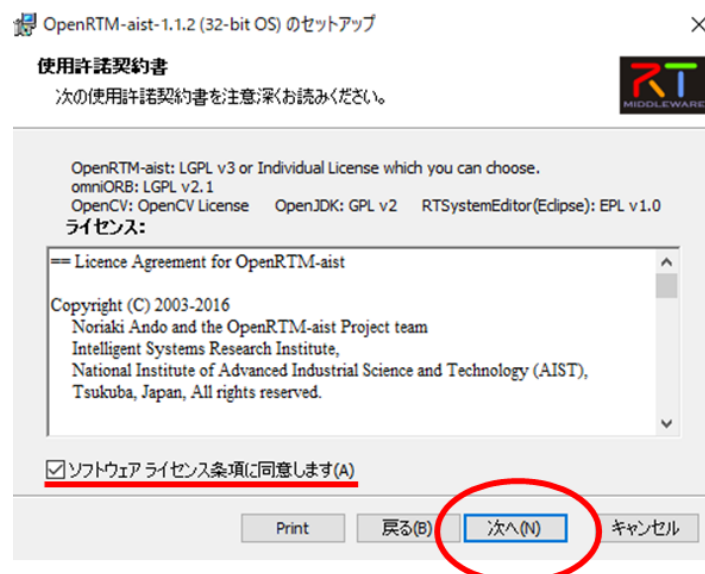 OpenRTM-aist-1.1.2 (32-bit OS) のセットアップ
使用許諾契約書
次の使用許諾契約書を注意深くお読みください。
RT
MIDDLEWARE
OpenRTM-aist: LGPL v3 or Individual License which you can choose.
omniORB: LGPL v2.1
OpenCV: OpenCV License OpenJDK: GPL v2 RTSystemEditor(Eclipse): EPL v1.0
ライセンス:
== Licence Agreement for OpenRTM-aist
Copyright (C) 2003-2016
Noriaki Ando and the OpenRTM-aist Project team
Intelligent Systems Research Institute,
National Institute of Advanced Industrial Science and Technology (AIST),
Tsukuba, Japan, All rights reserved.
ソフトウェア ライセンス条項に同意します(A)
Print 戻る(B) 次へ(N) キャンセル